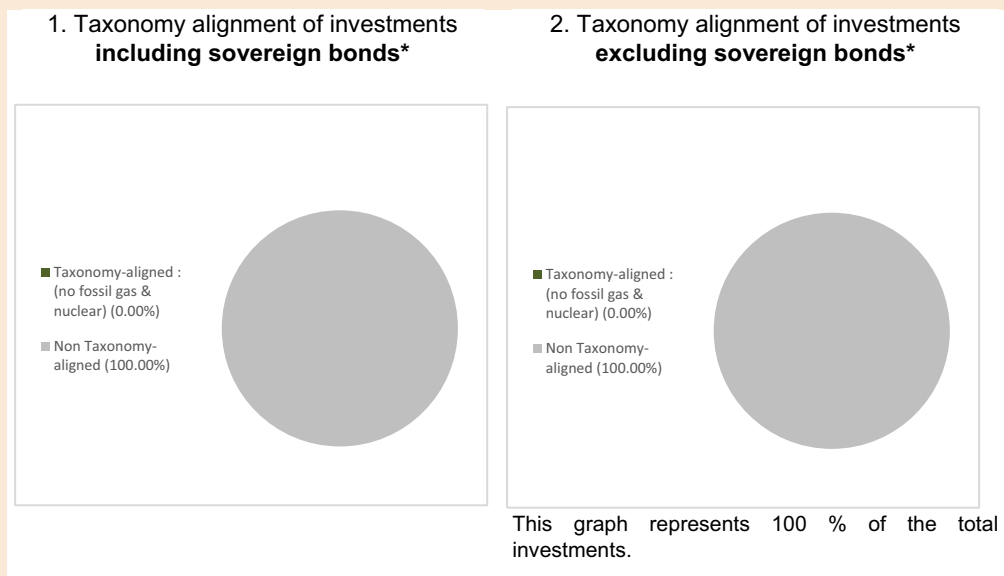 1. Taxonomy alignment of investments
including sovereign bonds*
Taxonomy-aligned :
(no fossil gas &
nuclear) (0.00%)
Non Taxonomy-
aligned (100.00%)
2. Taxonomy alignment of investments
excluding sovereign bonds*
Taxonomy-aligned :
(no fossil gas &
nuclear) (0.00%)
Non Taxonomy-
aligned (100.00%)
This graph represents 100 % of the total
investments.